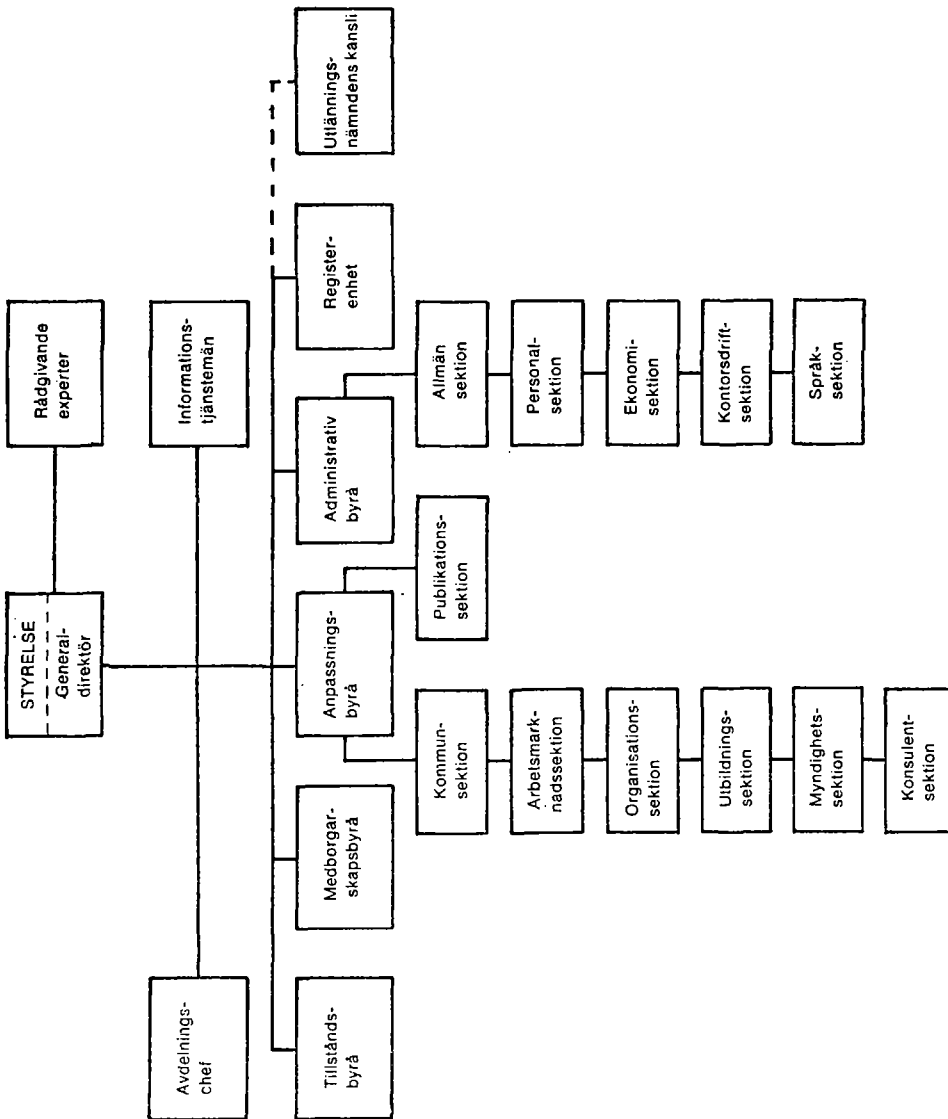 STYRELSE
General-
direktör
Rådgivande
experter
Avdelnings-
chef
Informations-
tjänstemän
Tillstånds-
byrå
Medborgar-
skapsbyrå
Anpassnings-
byrå
Administrativ
byrå
Register-
enhet
Utlännings-
nämndens kansli
Kommun-
sektion
Arbetsmark-
nadssektion
Organisations-
sektion
Utbildnings-
sektion
Myndighets-
sektion
Konsulent-
sektion
Publikations-
sektion
Allmän
sektion
Personal-
sektion
Ekonomi-
sektion
Kontorsdrift-
sektion
Språk-
sektion